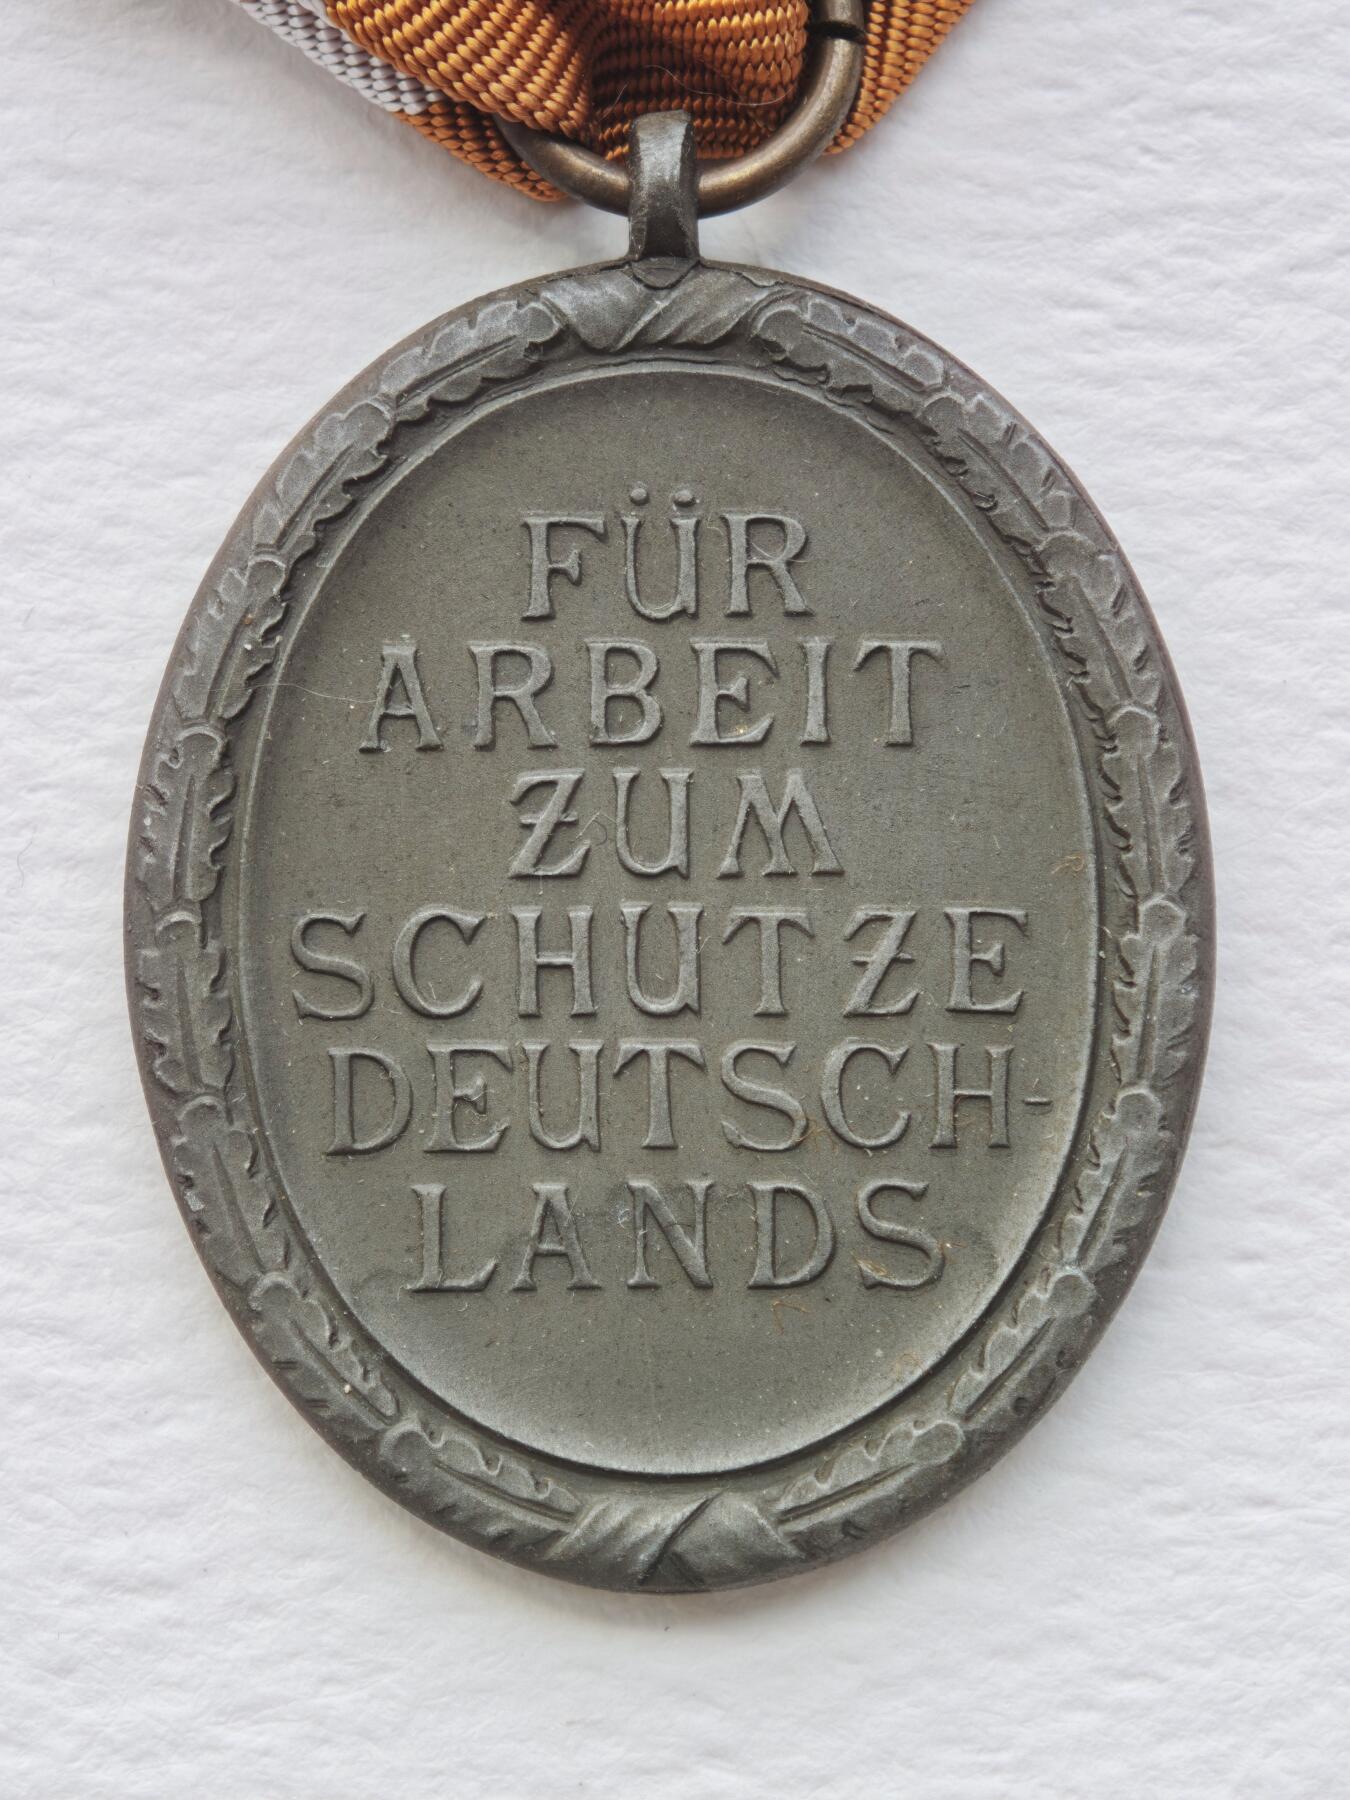 FÜR
ARBEIT
ZUM
SCHUTZE
DEUTSCH-
LANDS